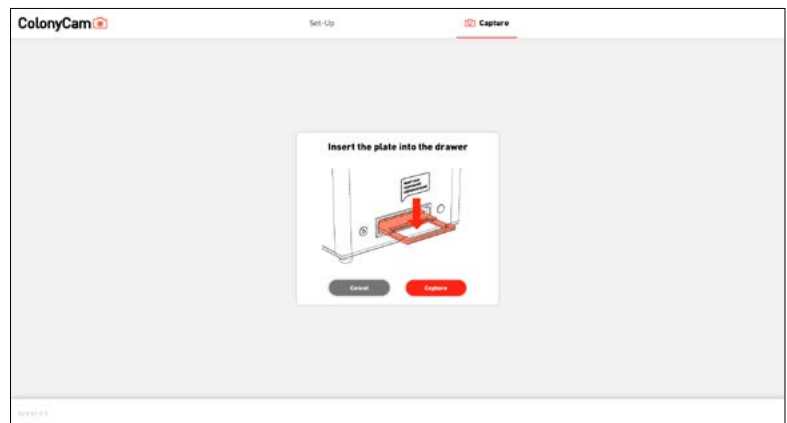 ColonyCam
Set-Up
Capture
Insert the plate into the drawer
Cancel
Capture